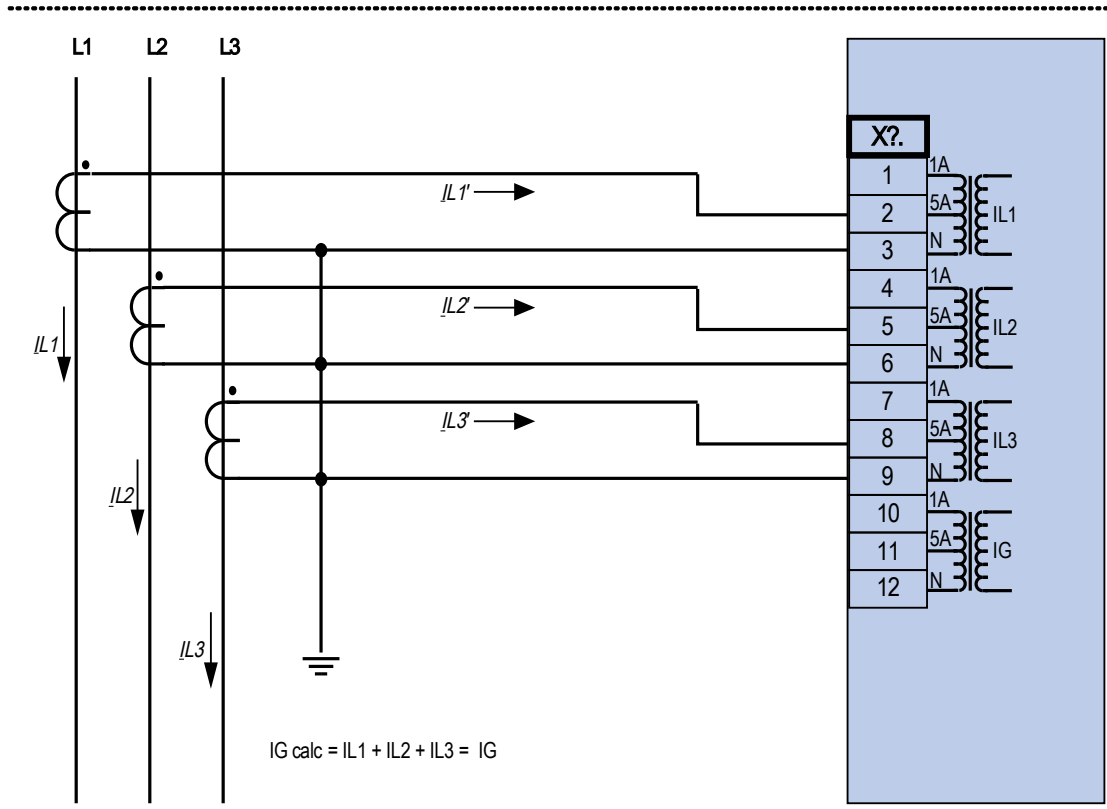 L1 L2 L3
X?.
1 1A
IL1'
2 5A IL1
3 N
4 1A
IL2'
5 5A IL2
IL1
6 N
7 1A
IL3'
8 5A IL3
9 N
IL2
10 1A
11 5A IG
12 N
IL3
IG calc = IL1 + IL2 + IL3 = IG